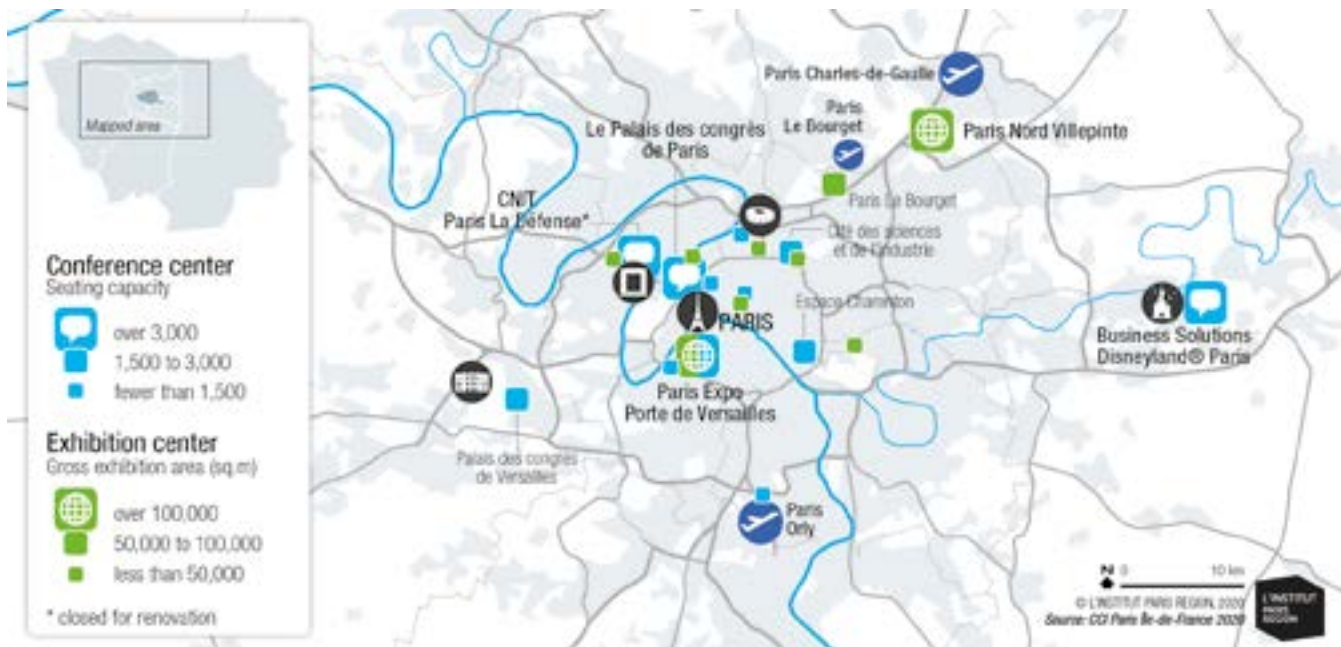 Mapped area
Conference center
Seating capacity
over 3,000
1,500 to 3,000
fewer than 1,500
Exhibition center
Gross exhibition area (sq.m)
over 100,000
50,000 to 100,000
less than 50,000
* closed for renovation
Paris Charles-de-Gaulle
Paris
Le Bourget
Paris Nord Villepinte
Le Palais des congrès
de Paris
Paris Le Bourget
CNIT
Paris La Défense*
Cité des sciences
et de l'industrie
Espace Charenton
PARIS
Business Solutions
Disneyland® Paris
Paris Expo
Porte de Versailles
Palais des congrès
de Versailles
Paris
Orly
N 0 10 km
© L'INSTITUT PARIS REGION, 2020
Source: CCI Paris Île-de-France 2020
L'INSTITUT
PARIS
REGION